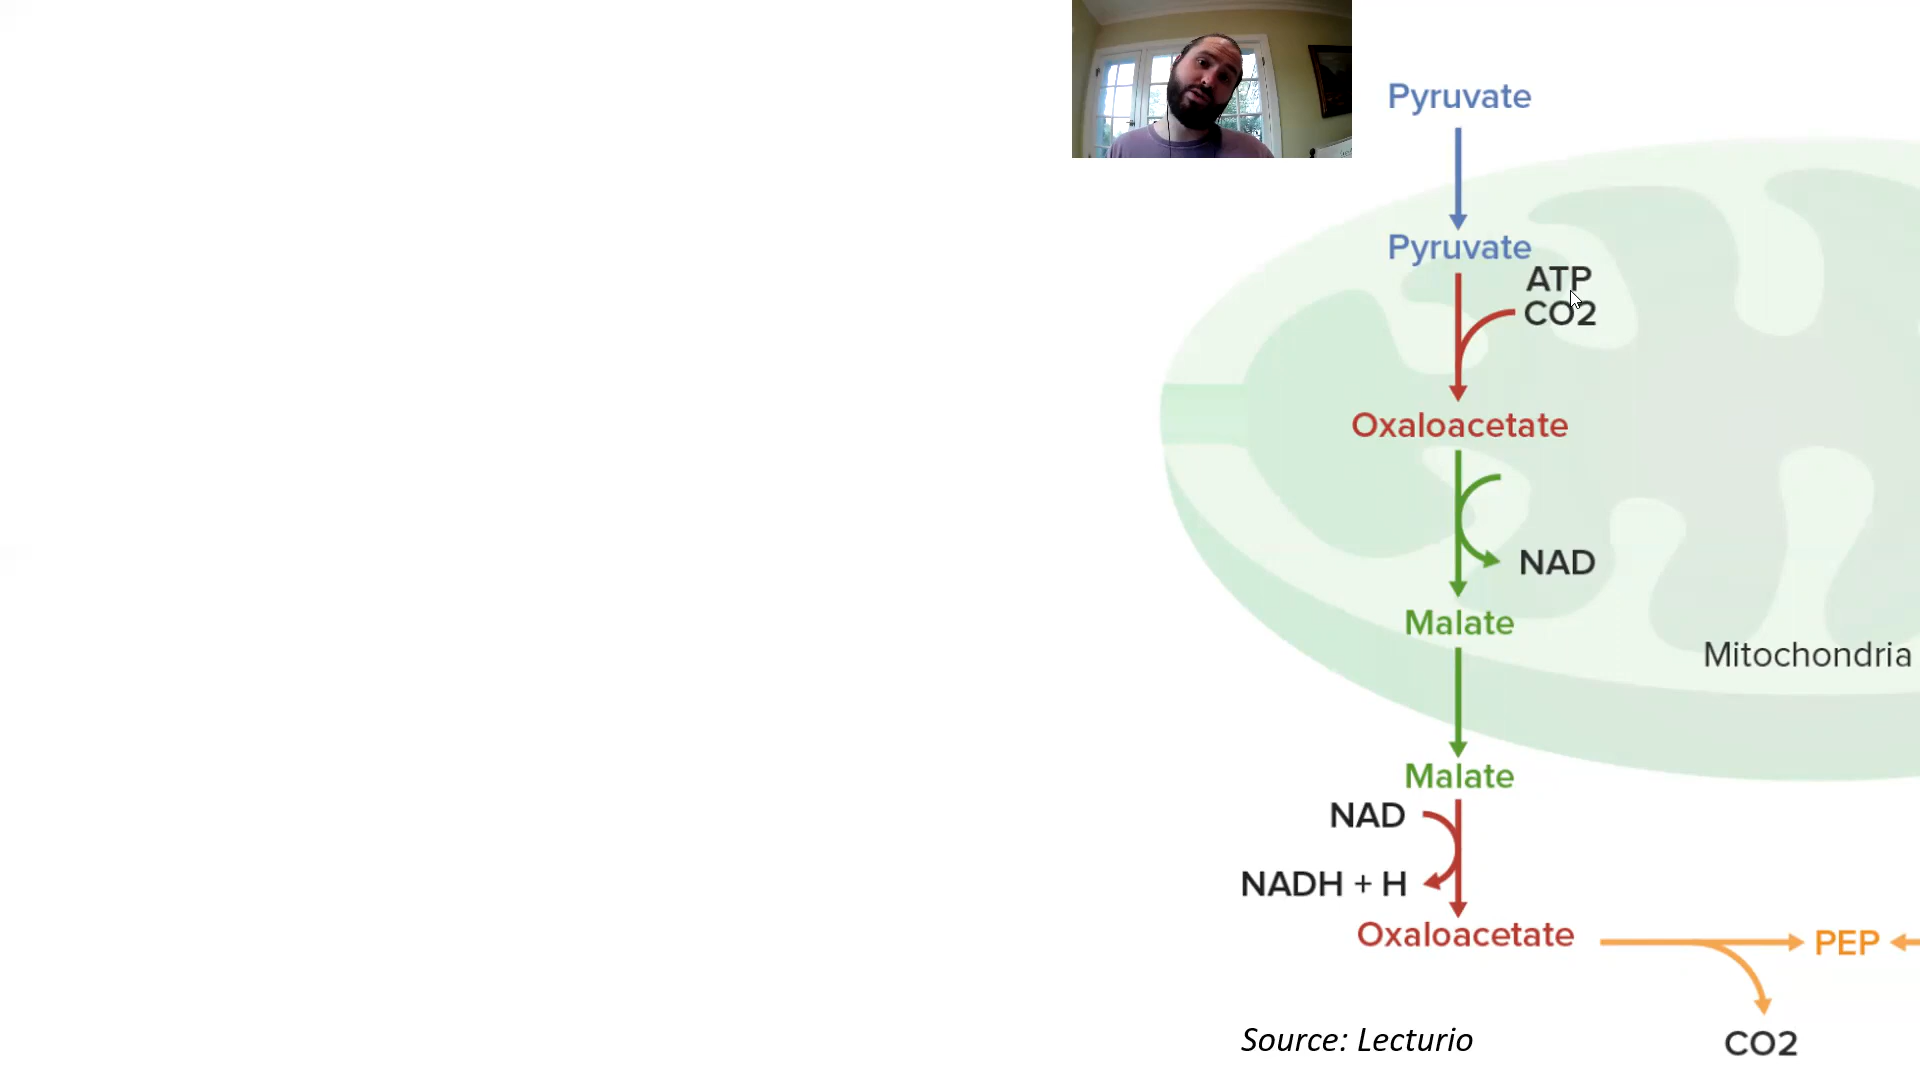 Pyruvate
Pyruvate
ATP
CO2
Oxaloacetate
NAD
Malate
Mitochondria
Malate
NAD
NADH + H
Oxaloacetate
PEP
Source: Lecturio
CO2